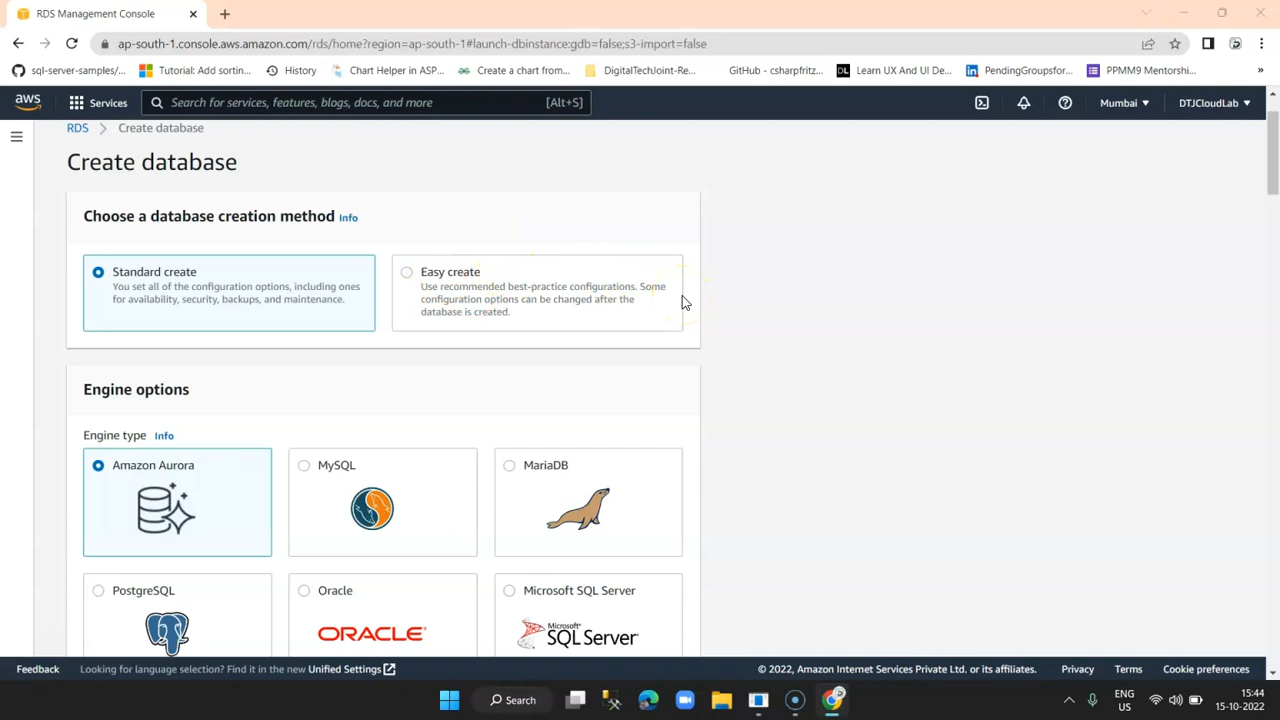 RDS Management Console
ap-south-1.console.aws.amazon.com/rds/home?region=ap-south-1#launch-dbinstance:gdb=false;s3-import=false
sql-server-samples/... Tutorial: Add sortin... History Chart Helper in ASP... Create a chart from... DigitalTechJoint-Re... GitHub - csharpfritz... DL Learn UX And UI De... PendingGroupsfor... PPMM9 Mentorshi... »
aws Services Search for services, features, blogs, docs, and more [Alt+S] Mumbai DTJCloudLab
RDS Create database
Create database
Choose a database creation method Info
Standard create
You set all of the configuration options, including ones
for availability, security, backups, and maintenance.
Easy create
Use recommended best-practice configurations. Some
configuration options can be changed after the
database is created.
Engine options
Engine type Info
Amazon Aurora
MySQL
MariaDB
PostgreSQL
Oracle
ORACLE
Microsoft SQL Server
Microsoft
SQL Server
Feedback Looking for language selection? Find it in the new Unified Settings © 2022, Amazon Internet Services Private Ltd. or its affiliates. Privacy Terms Cookie preferences
Search
ENG
US
15:44
15-10-2022